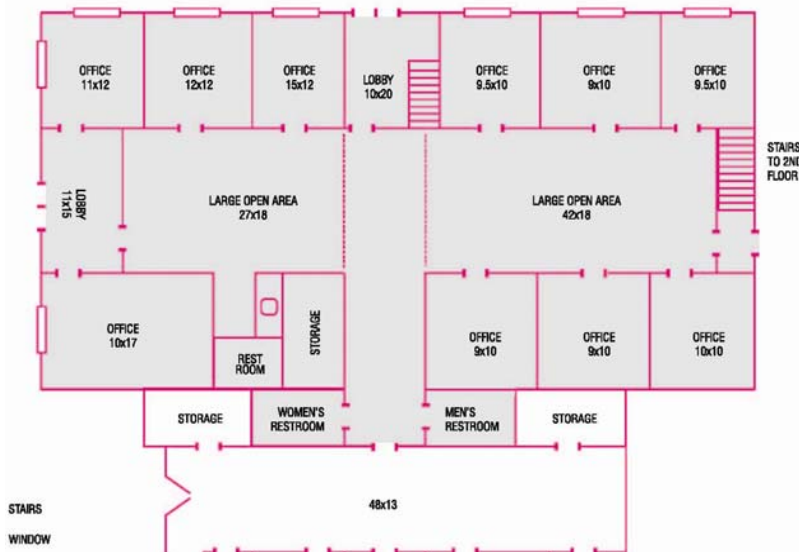 OFFICE
11x12
OFFICE
12x12
OFFICE
15x12
LOBBY
10x20
OFFICE
9.5x10
OFFICE
9x10
OFFICE
9.5x10
STAIRS
TO 2ND
FLOOR
LOBBY
11x15
LARGE OPEN AREA
27x18
LARGE OPEN AREA
42x18
OFFICE
10x17
REST
ROOM
STORAGE
OFFICE
9x10
OFFICE
9x10
OFFICE
10x10
STORAGE
WOMEN'S
RESTROOM
MEN'S
RESTROOM
STORAGE
48x13
STAIRS
WINDOW